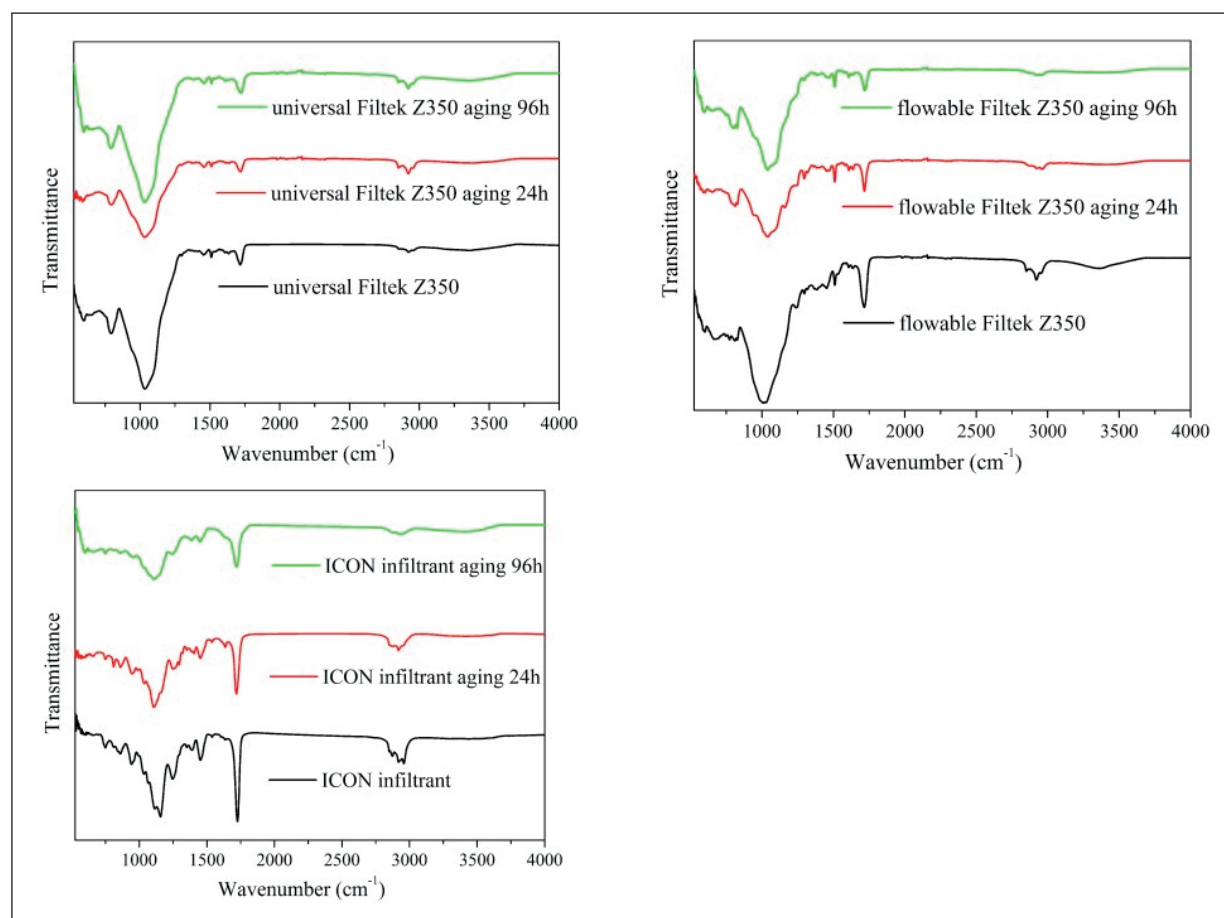 Transmittance
universal Filtek Z350 aging 96h
universal Filtek Z350 aging 24h
universal Filtek Z350
1000 1500 2000 2500 3000 3500 4000
Wavenumber (cm⁻¹)
Transmittance
flowable Filtek Z350 aging 96h
flowable Filtek Z350 aging 24h
flowable Filtek Z350
1000 1500 2000 2500 3000 3500 4000
Wavenumber (cm⁻¹)
Transmittance
ICON infiltrant aging 96h
ICON infiltrant aging 24h
ICON infiltrant
1000 1500 2000 2500 3000 3500 4000
Wavenumber (cm⁻¹)